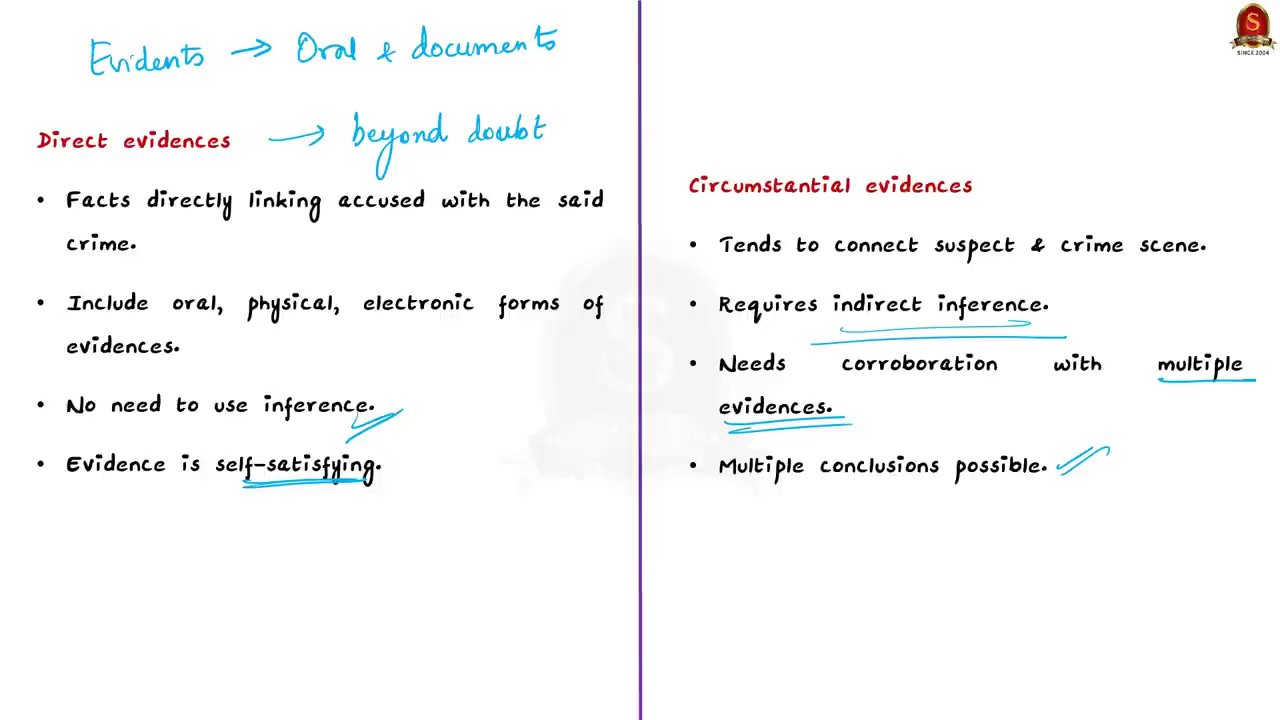 Evidents → Oral & documents
Direct evidences → beyond doubt
• Facts directly linking accused with the said
crime.
• Include oral, physical, electronic forms of
evidences.
• No need to use inference.
• Evidence is self-satisfying.
Circumstantial evidences
• Tends to connect suspect & crime scene.
• Requires indirect inference.
• Needs corroboration with multiple
evidences.
• Multiple conclusions possible.
S
SINCE 2004